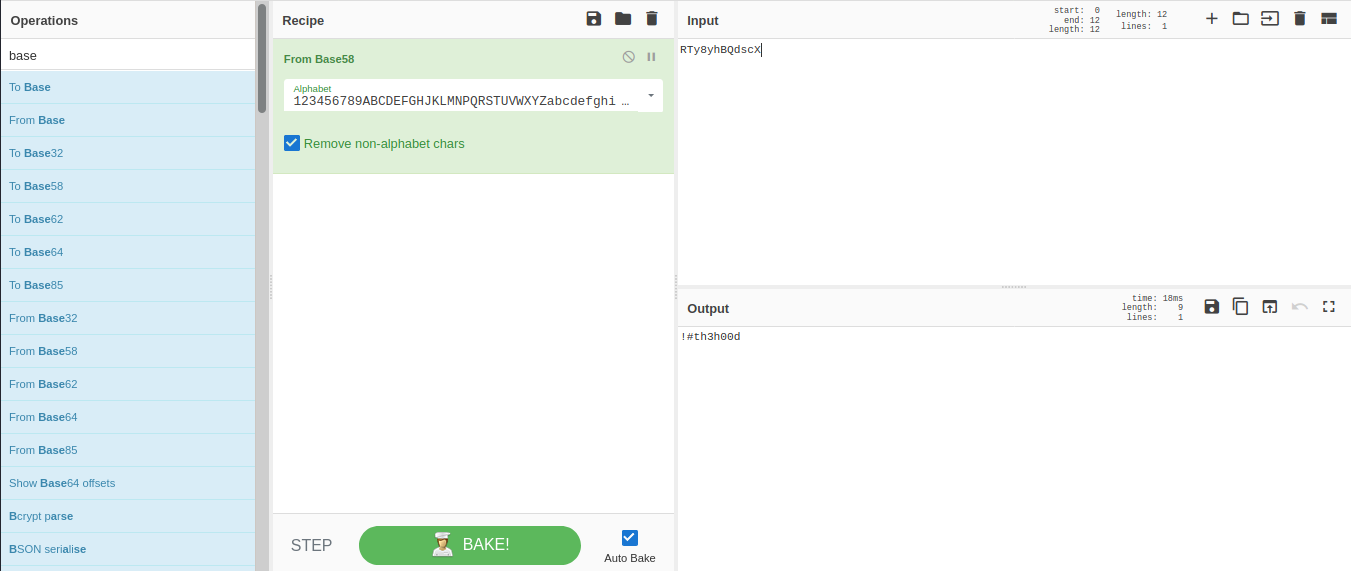 Operations
base
To Base
From Base
To Base32
To Base58
To Base62
To Base64
To Base85
From Base32
From Base58
From Base62
From Base64
From Base85
Show Base64 offsets
Bcrypt parse
BSON serialise
Recipe
From Base58
Alphabet
123456789ABCDEFGHJKLMNPQRSTUVWXYZabcdefghi …
Remove non-alphabet chars
STEP
BAKE!
Auto Bake
Input
start: 0
end: 12
length: 12
length: 12
lines: 1
RTy8yhBQdscX
Output
time: 18ms
length: 9
lines: 1
!#th3h00d